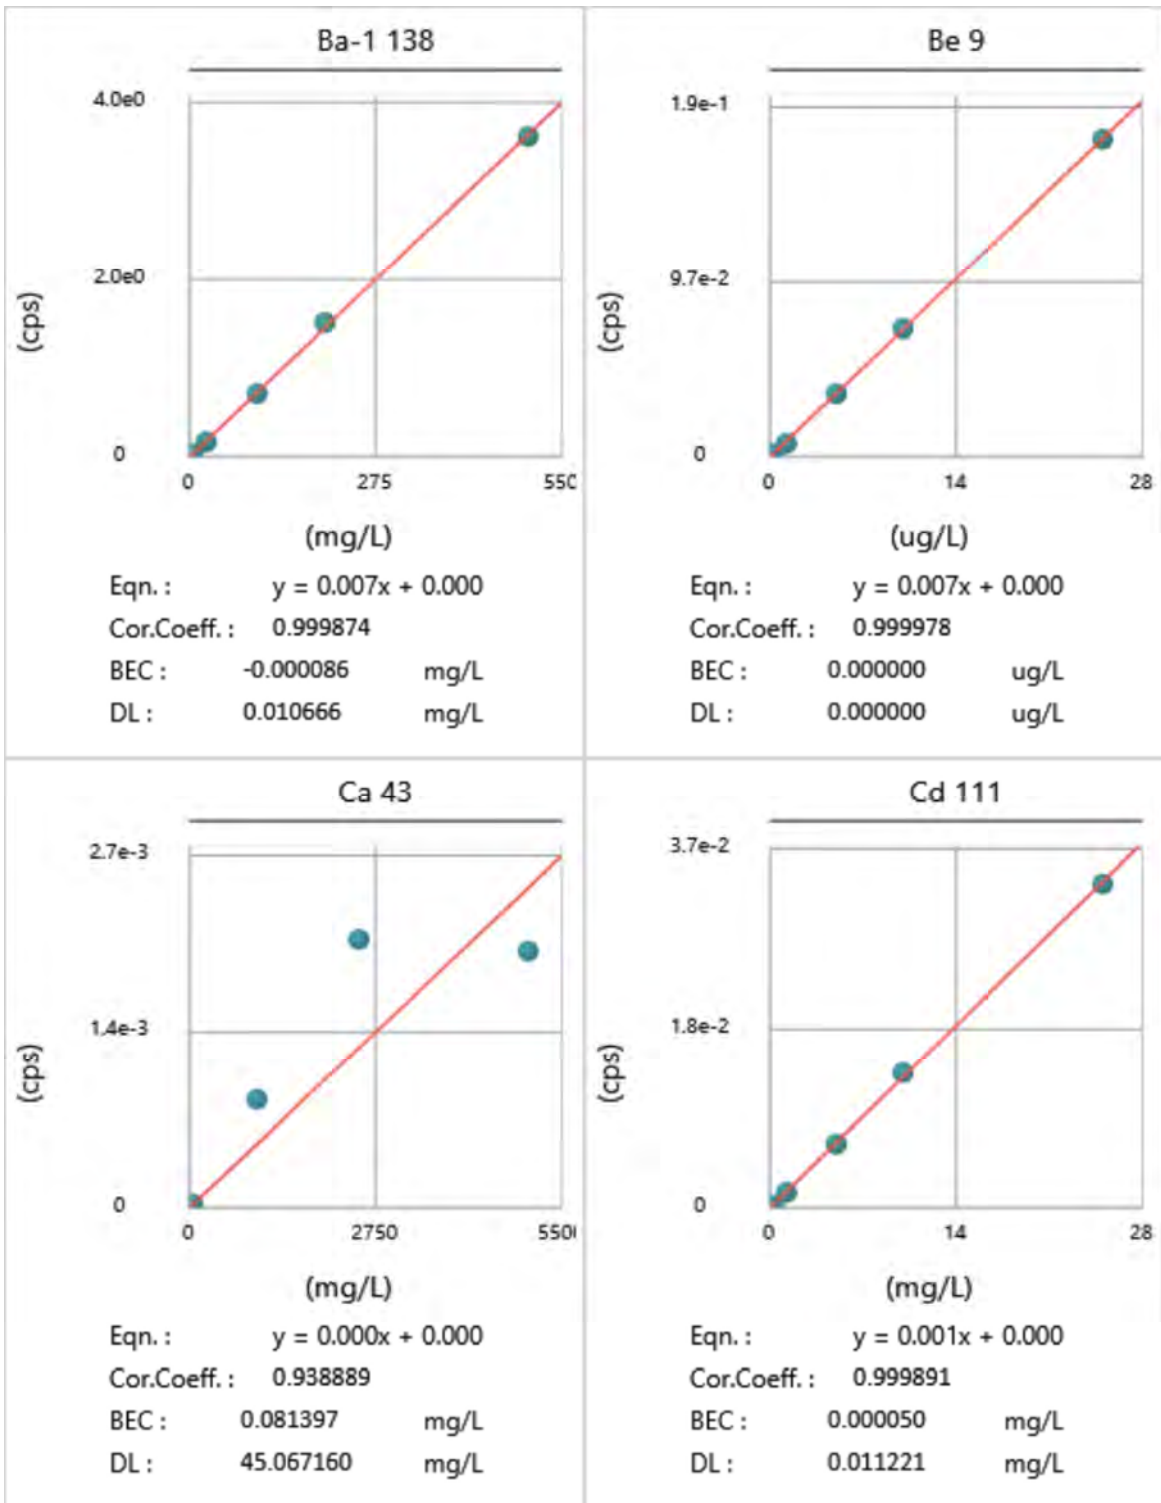 Ba-1 138
4.0e0
2.0e0
0
0 275 550
(cps)
(mg/L)
Eqn. : y = 0.007x + 0.000
Cor.Coeff. : 0.999874
BEC : -0.000086 mg/L
DL : 0.010666 mg/L
Be 9
1.9e-1
9.7e-2
0
0 14 28
(cps)
(ug/L)
Eqn. : y = 0.007x + 0.000
Cor.Coeff. : 0.999978
BEC : 0.000000 ug/L
DL : 0.000000 ug/L
Ca 43
2.7e-3
1.4e-3
0
0 2750 550
(cps)
(mg/L)
Eqn. : y = 0.000x + 0.000
Cor.Coeff. : 0.938889
BEC : 0.081397 mg/L
DL : 45.067160 mg/L
Cd 111
3.7e-2
1.8e-2
0
0 14 28
(cps)
(mg/L)
Eqn. : y = 0.001x + 0.000
Cor.Coeff. : 0.999891
BEC : 0.000050 mg/L
DL : 0.011221 mg/L